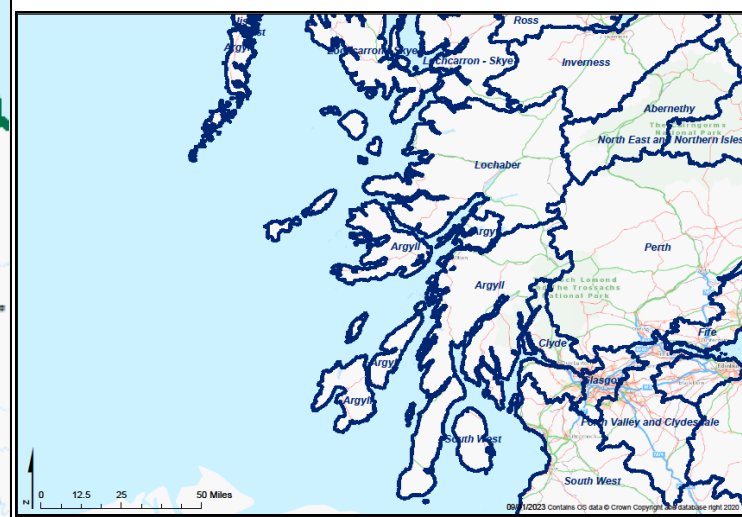 Ross
Argyll
Lochcarron - Skye
Lochcarron - Skye
Inverness
Abernethy
The Cairngorms
National Park
North East and Northern Isles
Lochaber
Argyll
Argyll
Perth
Argyll
Loch Lomond
and The Trossachs
National Park
Fife
Clyde
Argyll
Glasgow
Argyll
Forth Valley and Clydesdale
South West
South West
N
0 12.5 25 50 Miles
09/01/2023 Contains OS data © Crown Copyright and database right 2020